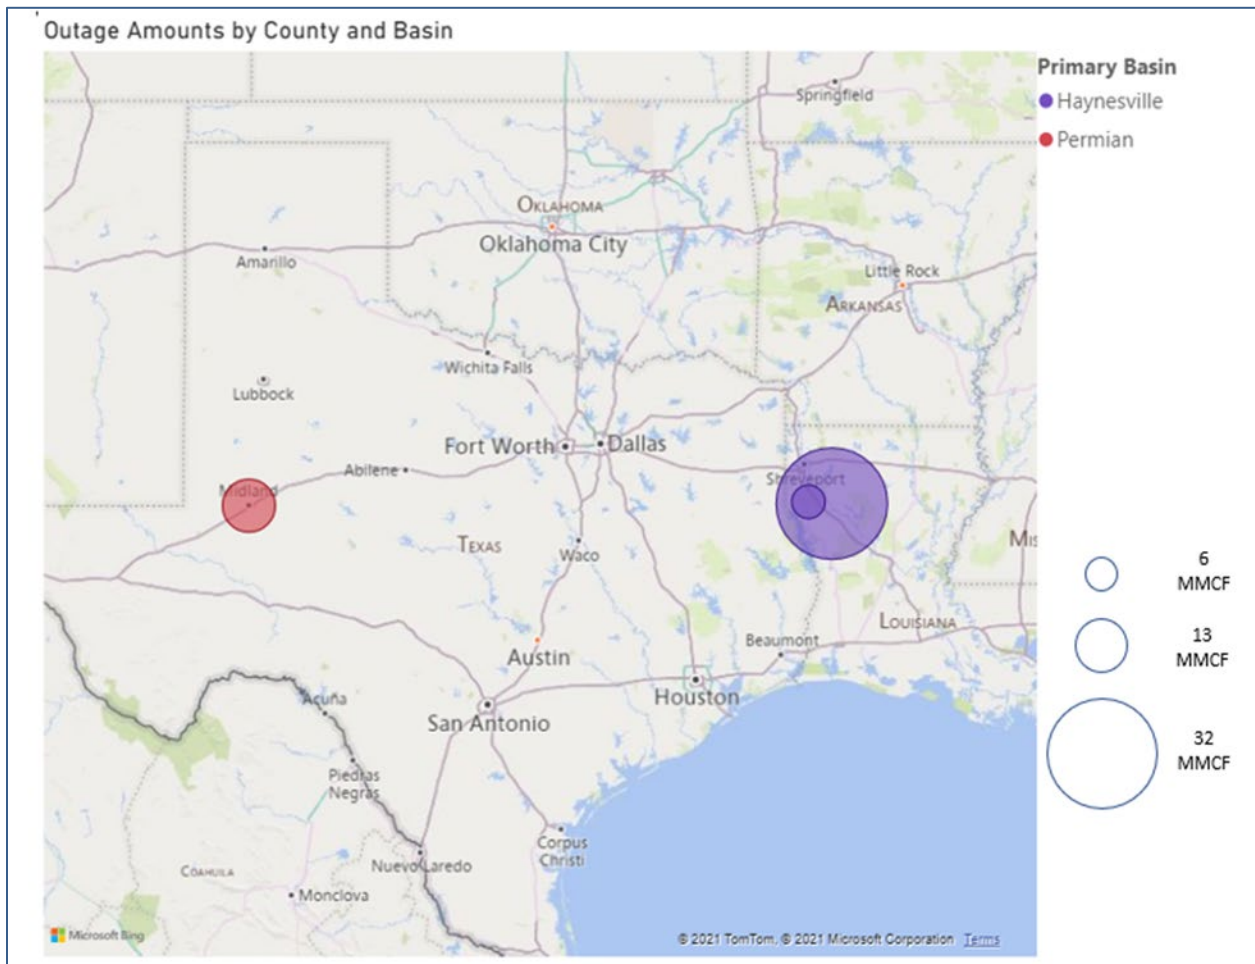 Outage Amounts by County and Basin
Primary Basin
Haynesville
Permian
Springfield
OKLAHOMA
Oklahoma City
Amarillo
Little Rock
ARKANSAS
Wichita Falls
Lubbock
Fort Worth
Dallas
Abilene
Midland
Shreveport
TEXAS
Waco
MIS
6
MMCF
LOUISIANA
Beaumont
13
MMCF
Austin
Houston
Acuña
San Antonio
32
MMCF
Piedras
Negras
Corpus
Christi
Nuevo Laredo
COAHUILA
Monclova
Microsoft Bing
© 2021 TomTom, © 2021 Microsoft Corporation Terms